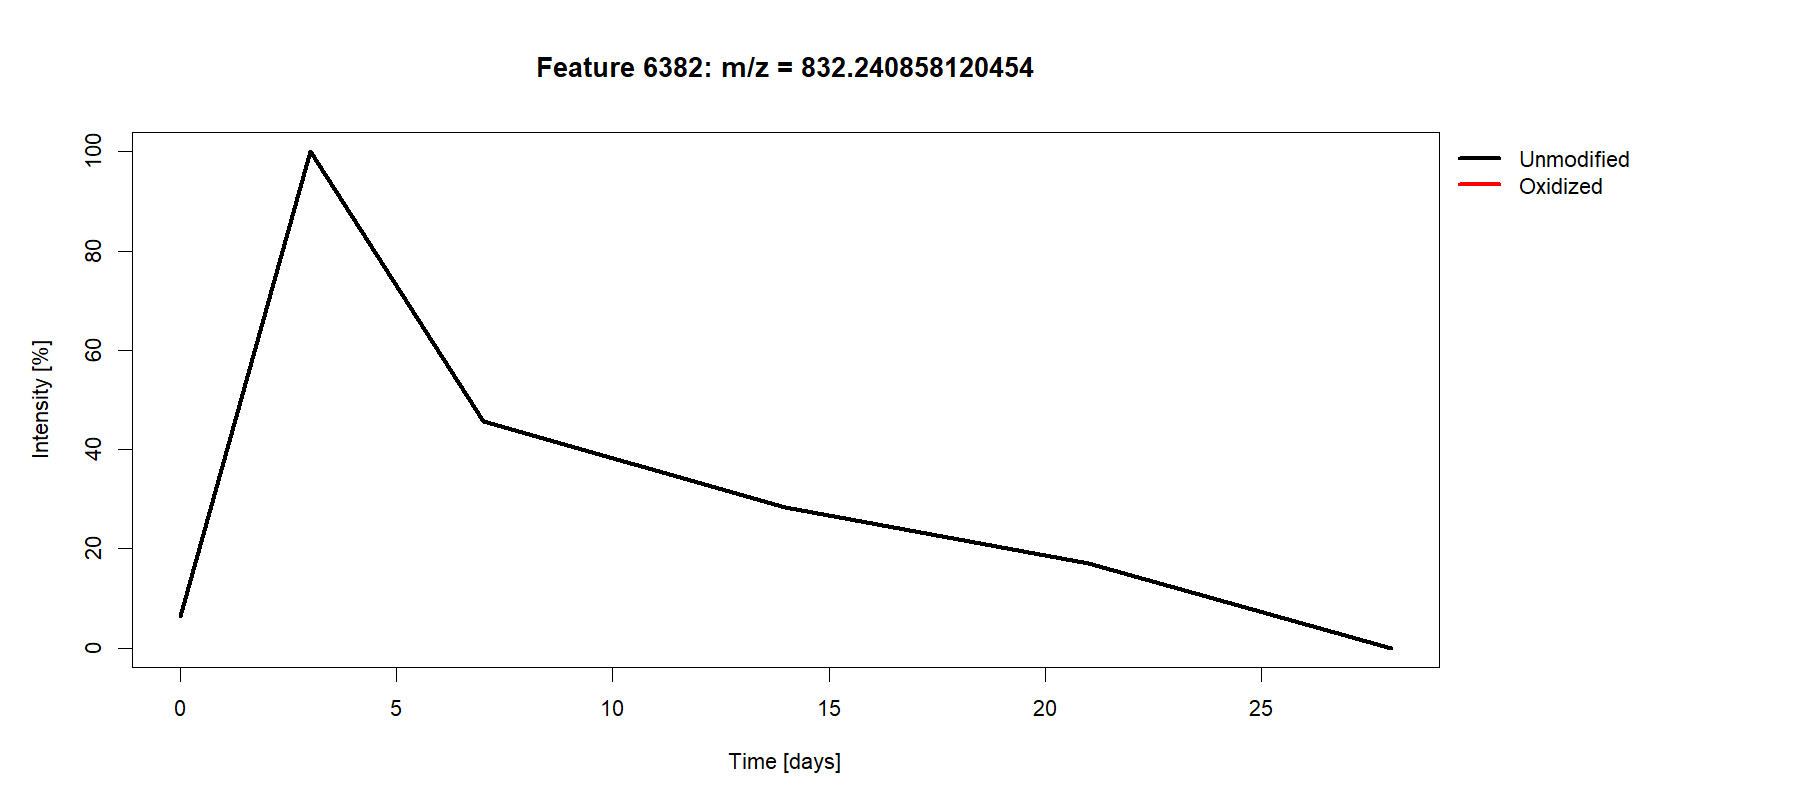 Feature 6382: m/z = 832.240858120454
Unmodified
Oxidized
Intensity [%]
100
80
60
40
20
0
0 5 10 15 20 25
Time [days]